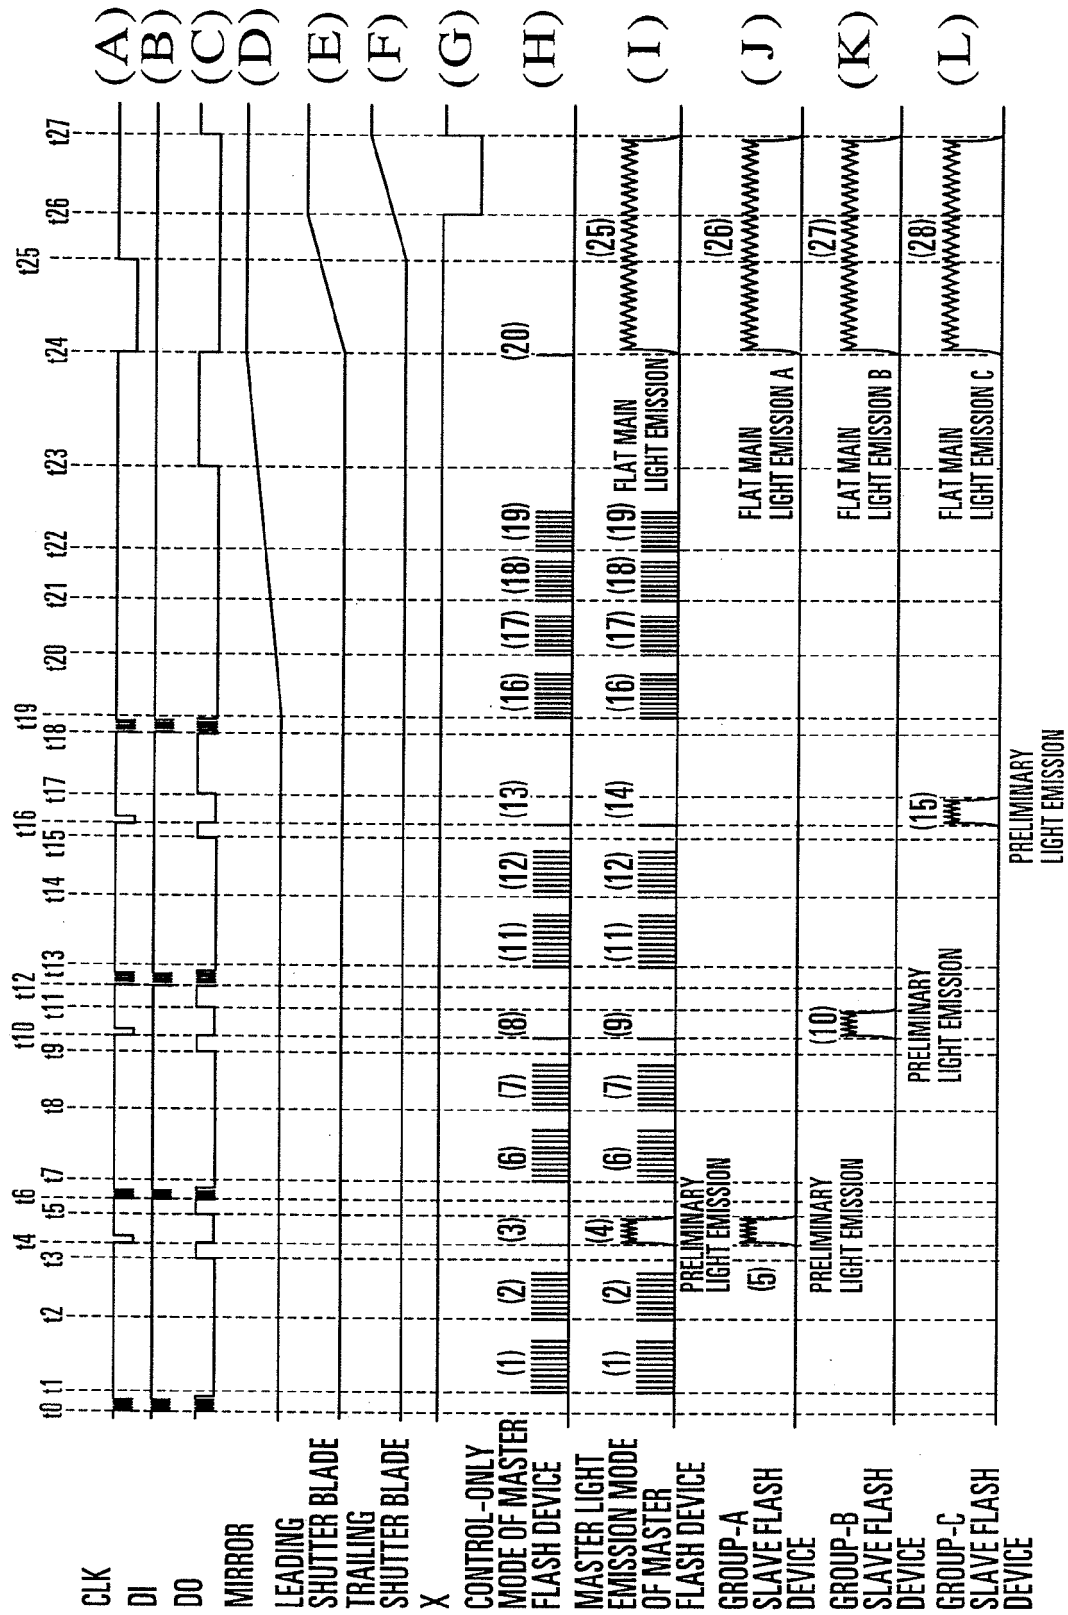 t0 t1 t2 t3 t4 t5 t6 t7 t8 t9 t10 t11 t12 t13 t14 t15 t16 t17 t18 t19 t20 t21 t22 t23 t24 t25 t26 t27
CLK (A)
DI (B)
DO (C)
MIRROR (D)
LEADING
SHUTTER BLADE (E)
TRAILING
SHUTTER BLADE (F)
X (G)
CONTROL-ONLY
MODE OF MASTER
FLASH DEVICE
(1) (2) (3) (6) (7) (8) (11) (12) (13) (16) (17) (18) (19) (20) (H)
MASTER LIGHT
EMISSION MODE
OF MASTER
FLASH DEVICE
(1) (2) (4) (6) (7) (9) (11) (12) (14) (16) (17) (18) (19) (25) (I)
FLAT MAIN
LIGHT EMISSION
PRELIMINARY
LIGHT EMISSION
GROUP-A
SLAVE FLASH
DEVICE
(5) (26) (J)
FLAT MAIN
LIGHT EMISSION A
PRELIMINARY
LIGHT EMISSION
GROUP-B
SLAVE FLASH
DEVICE
(10) (27) (K)
FLAT MAIN
LIGHT EMISSION B
PRELIMINARY
LIGHT EMISSION
GROUP-C
SLAVE FLASH
DEVICE
(15) (28) (L)
FLAT MAIN
LIGHT EMISSION C
PRELIMINARY
LIGHT EMISSION